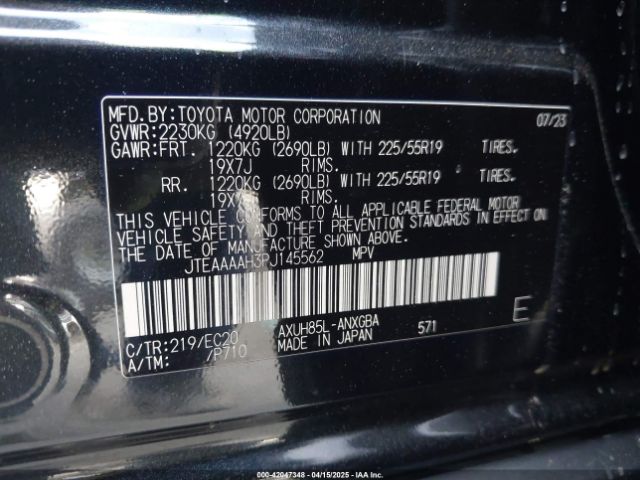 MFD.BY:TOYOTA MOTOR CORPORATION 07/23
GVWR:2230KG (4920LB)
GAWR:FRT. 1220KG (2690LB) WITH 225/55R19 TIRES.
19X7J RIMS.
RR. 1220KG (2690LB) WITH 225/55R19 TIRES.
19X7J RIMS.
THIS VEHICLE CONFORMS TO ALL APPLICABLE FEDERAL MOTOR
VEHICLE SAFETY AND THEFT PREVENTION STANDARDS IN EFFECT ON
THE DATE OF MANUFACTURE SHOWN ABOVE.
JTEAAAAH3PJ145562 MPV
C/TR:219/EC20 AXUH85L-ANXGBA 571 E
A/TM: /P710 MADE IN JAPAN
000-42047348 - 04/15/2025 - IAA Inc.